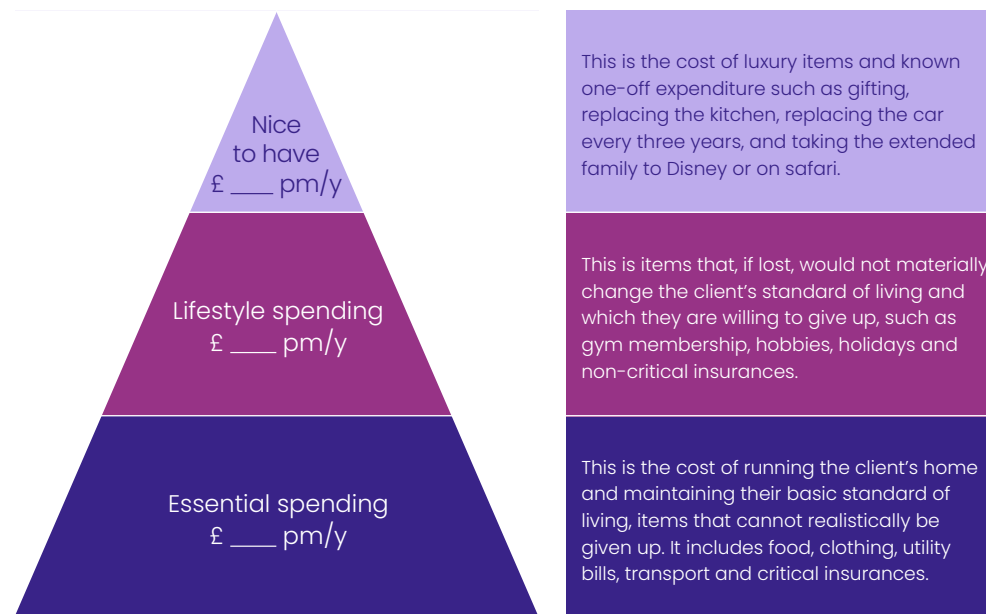 Nice
to have
£ ___ pm/y
This is the cost of luxury items and known
one-off expenditure such as gifting,
replacing the kitchen, replacing the car
every three years, and taking the extended
family to Disney or on safari.
Lifestyle spending
£ ___ pm/y
This is items that, if lost, would not materially
change the client’s standard of living and
which they are willing to give up, such as
gym membership, hobbies, holidays and
non-critical insurances.
Essential spending
£ ___ pm/y
This is the cost of running the client’s home
and maintaining their basic standard of
living, items that cannot realistically be
given up. It includes food, clothing, utility
bills, transport and critical insurances.